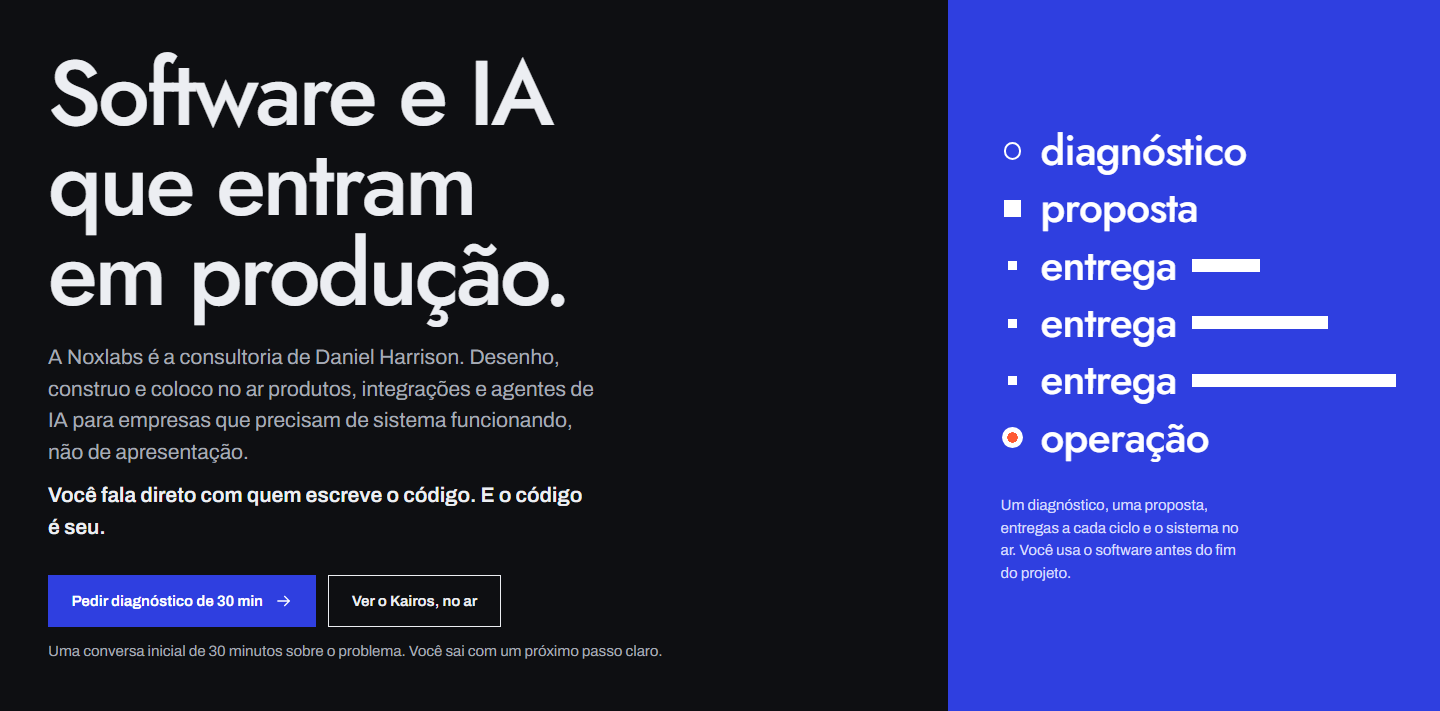 Software e IA
que entram
em produção.
A Noxlabs é a consultoria de Daniel Harrison. Desenho,
construo e coloco no ar produtos, integrações e agentes de
IA para empresas que precisam de sistema funcionando,
não de apresentação.
Você fala direto com quem escreve o código. E o código
é seu.
Pedir diagnóstico de 30 min →
Ver o Kairos, no ar
Uma conversa inicial de 30 minutos sobre o problema. Você sai com um próximo passo claro.
diagnóstico
proposta
entrega
entrega
entrega
operação
Um diagnóstico, uma proposta,
entregas a cada ciclo e o sistema no
ar. Você usa o software antes do fim
do projeto.